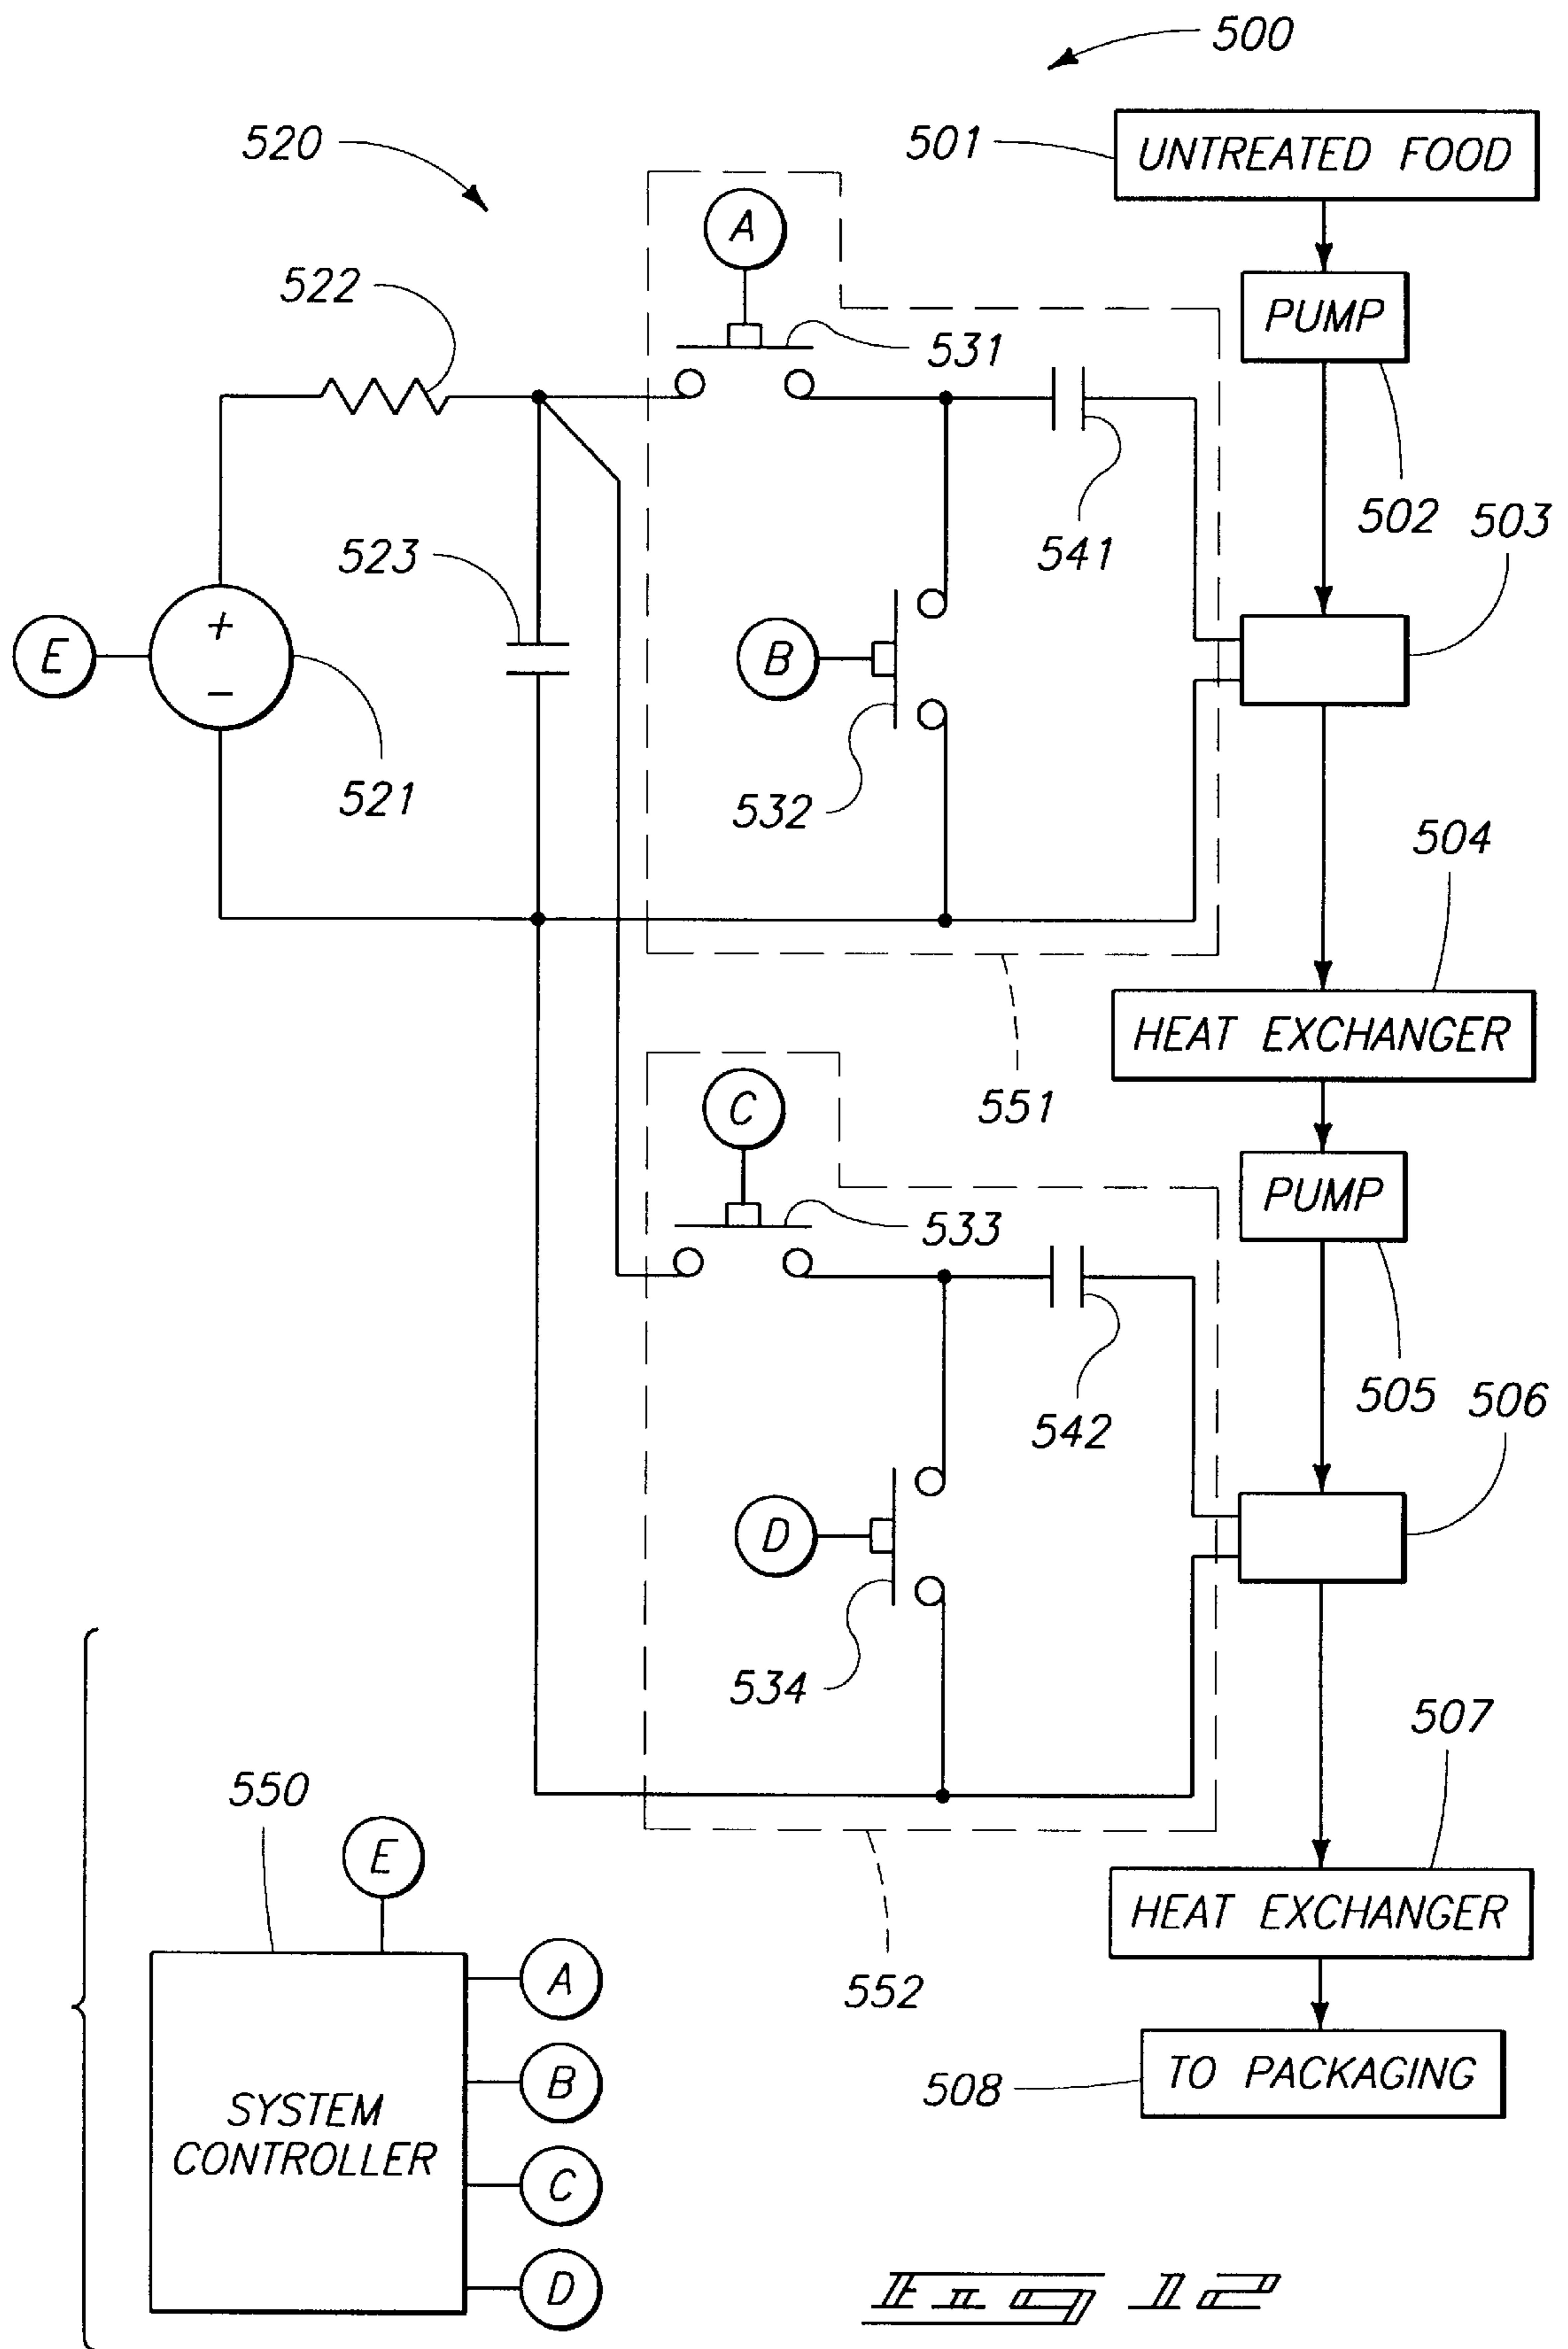 500
520
501
UNTREATED FOOD
A
522
531
PUMP
541
502
503
523
E
+
-
B
521
532
504
HEAT EXCHANGER
551
C
PUMP
533
505
506
542
D
534
507
550
E
HEAT EXCHANGER
552
A
B
SYSTEM
CONTROLLER
C
D
508
TO PACKAGING
Fig 12